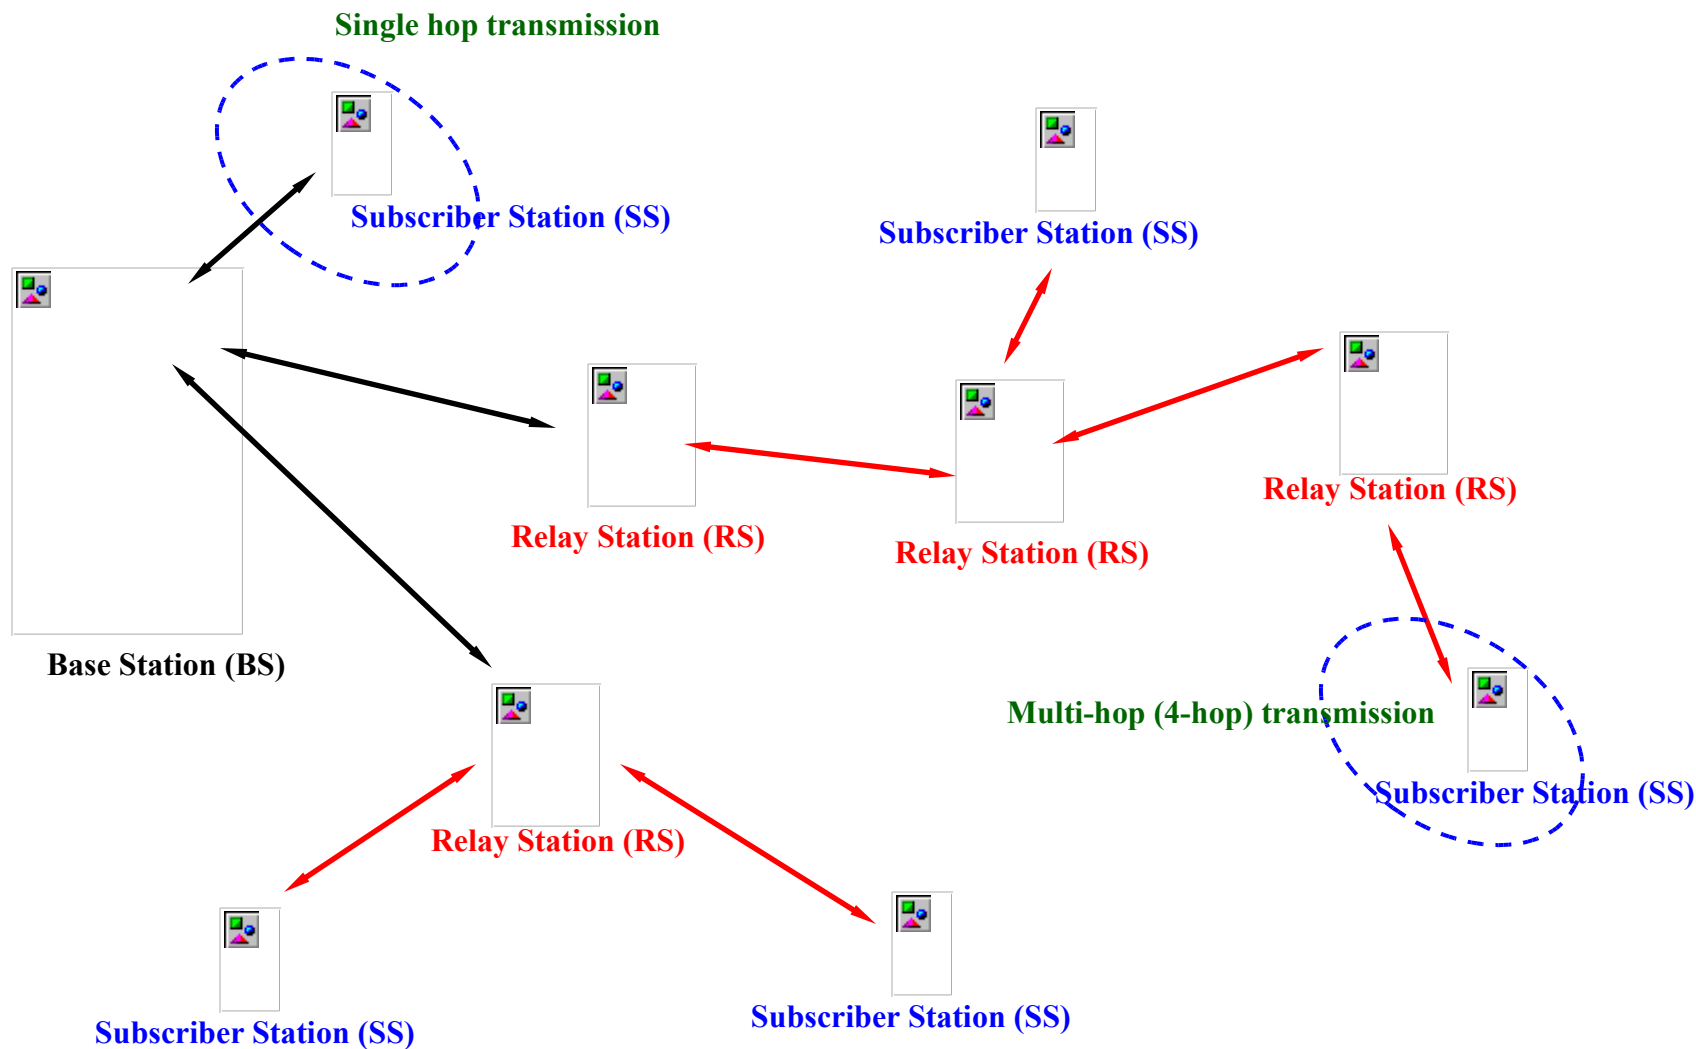 Single hop transmission
Subscriber Station (SS)
Subscriber Station (SS)
Relay Station (RS)
Relay Station (RS)
Relay Station (RS)
Base Station (BS)
Multi-hop (4-hop) transmission
Subscriber Station (SS)
Relay Station (RS)
Subscriber Station (SS)
Subscriber Station (SS)